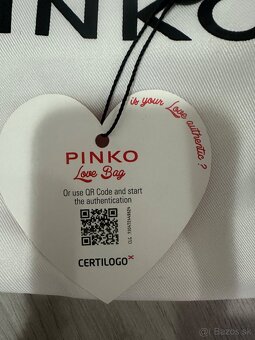 PINKO
is your Love authentic?
PINKO
Love Bag
Or use QR Code and start
the authentication
CERTILOGO
bazos.sk